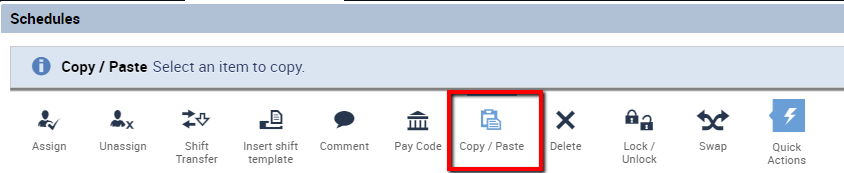 Schedules
Copy / Paste Select an item to copy.
Assign
Unassign
Shift
Transfer
Insert shift
template
Comment
Pay Code
Copy / Paste
Delete
Lock /
Unlock
Swap
Quick
Actions